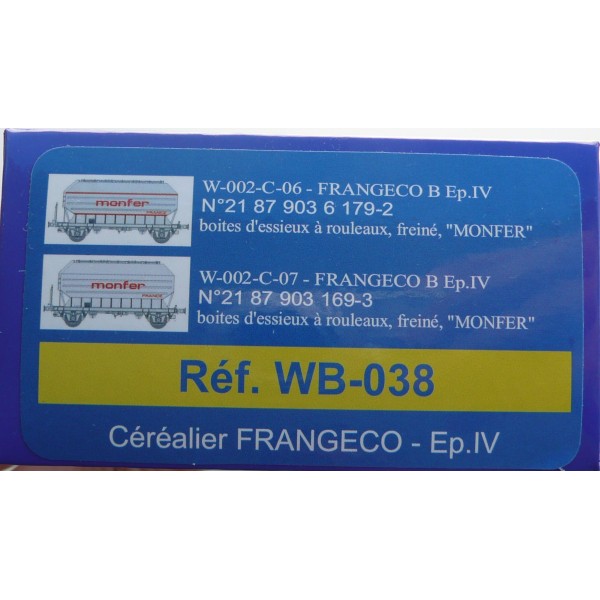 monfer
FRANCE
W-002-C-06 - FRANGECO B Ep.IV
N°21 87 903 6 179-2
boites d'essieux à rouleaux, freiné, "MONFER"
monfer
FRANCE
W-002-C-07 - FRANGECO B Ep.IV
N°21 87 903 169-3
boites d'essieux à rouleaux, freiné, "MONFER"
Réf. WB-038
Céréalier FRANGECO - Ep.IV